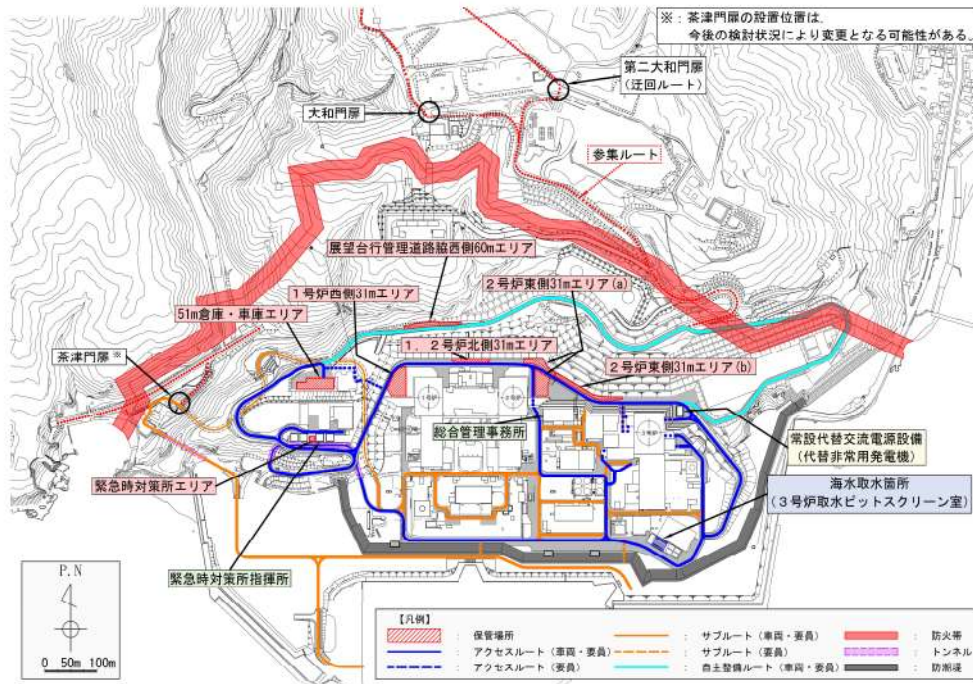 ※：茶津門扉の設置位置は、
今後の検討状況により変更となる可能性がある。
第二大和門扉
（迂回ルート）
大和門扉
参集ルート
展望台行管理道路脇西側60mエリア
1号炉西側31mエリア
2号炉東側31mエリア(a)
51m倉庫・車庫エリア
1，2号炉北側31mエリア
茶津門扉※
2号炉東側31mエリア(b)
1号炉
2号炉
3号炉
総合管理事務所
常設代替交流電源設備
（代替非常用発電機）
緊急時対策所エリア
海水取水箇所
（3号炉取水ピットスクリーン室）
緊急時対策所指揮所
P.N
0 50m 100m
【凡例】
：保管場所
：サブルート（車両・要員）
：防火帯
：アクセスルート（車両・要員）
：サブルート（要員）
：トンネル
：アクセスルート（要員）
：自主整備ルート（車両・要員）
：防潮堤